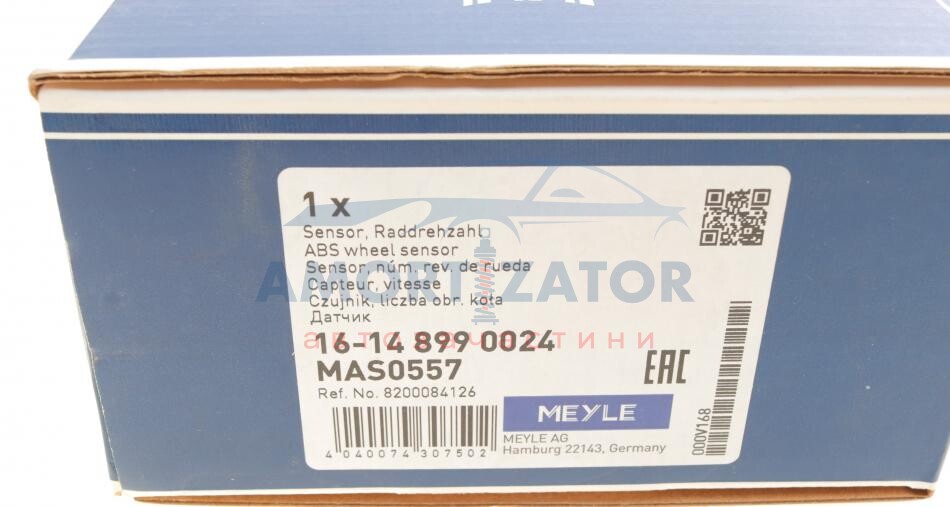 1 x
Sensor, Raddrehzahl
ABS wheel sensor
Sensor, núm. rev. de rueda
Capteur, vitesse
Czujnik, liczba obr. koła
Датчик
AMORTIZATOR
автозапчастини
16-14 899 0024
MAS0557
Ref. No. 8200084126
EAC
MEYLE
MEYLE AG
Hamburg 22143, Germany
4 040074 307502
000V168